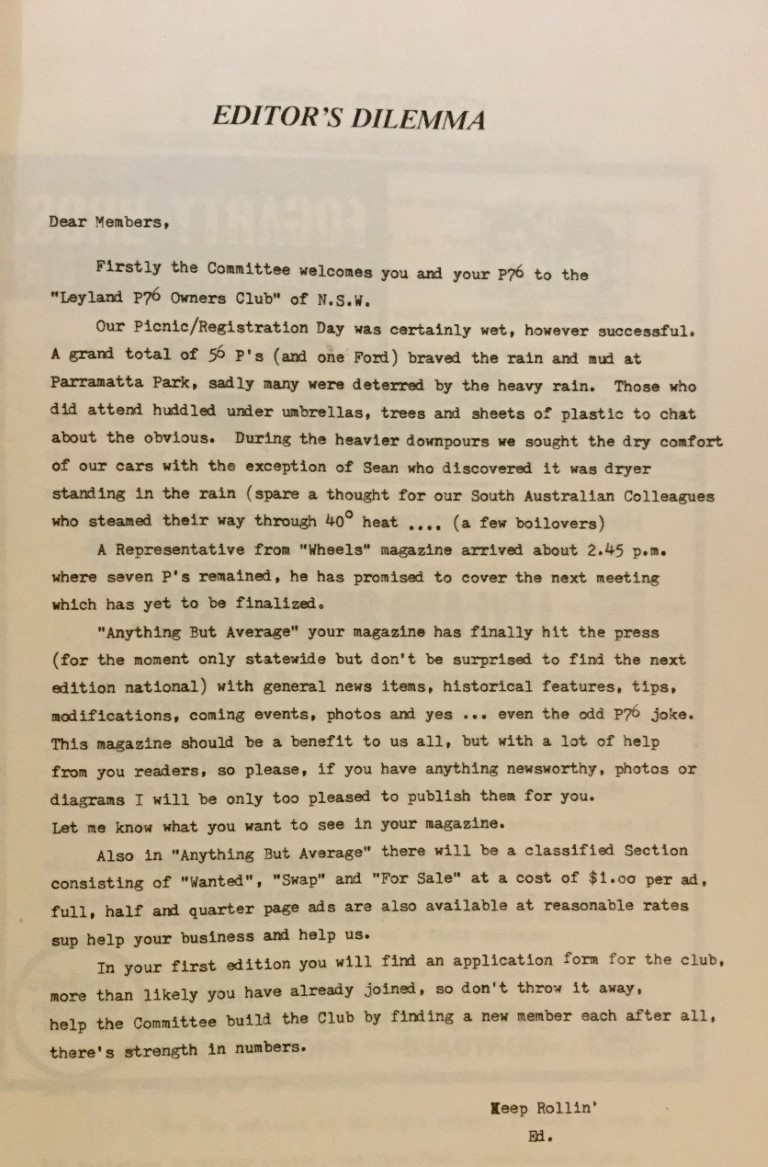 EDITOR'S DILEMMA
Dear Members,
Firstly the Committee welcomes you and your P76 to the
"Leyland P76 Owners Club" of N.S.W.
Our Picnic/Registration Day was certainly wet, however successful.
A grand total of 56 P's (and one Ford) braved the rain and mud at
Parramatta Park, sadly many were deterred by the heavy rain. Those who
did attend huddled under umbrellas, trees and sheets of plastic to chat
about the obvious. During the heavier downpours we sought the dry comfort
of our cars with the exception of Sean who discovered it was dryer
standing in the rain (spare a thought for our South Australian Colleagues
who steamed their way through 40° heat .... (a few boilovers)
A Representative from "Wheels" magazine arrived about 2.45 p.m.
where seven P's remained, he has promised to cover the next meeting
which has yet to be finalized.
"Anything But Average" your magazine has finally hit the press
(for the moment only statewide but don't be surprised to find the next
edition national) with general news items, historical features, tips,
modifications, coming events, photos and yes ... even the odd P76 joke.
This magazine should be a benefit to us all, but with a lot of help
from you readers, so please, if you have anything newsworthy, photos or
diagrams I will be only too pleased to publish them for you.
Let me know what you want to see in your magazine.
Also in "Anything But Average" there will be a classified Section
consisting of "Wanted", "Swap" and "For Sale" at a cost of $1.00 per ad,
full, half and quarter page ads are also available at reasonable rates
sup help your business and help us.
In your first edition you will find an application form for the club,
more than likely you have already joined, so don't throw it away,
help the Committee build the Club by finding a new member each after all,
there's strength in numbers.
Keep Rollin'
Ed.